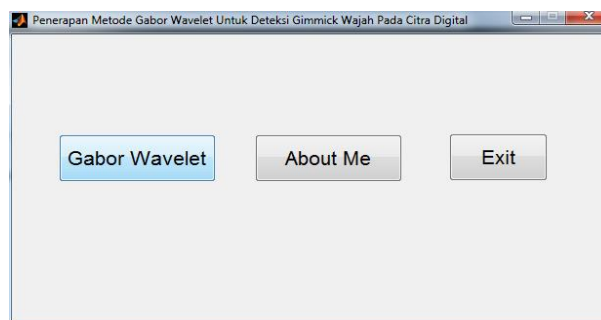 Penerapan Metode Gabor Wavelet Untuk Deteksi Gimmick Wajah Pada Citra Digital
Gabor Wavelet About Me Exit